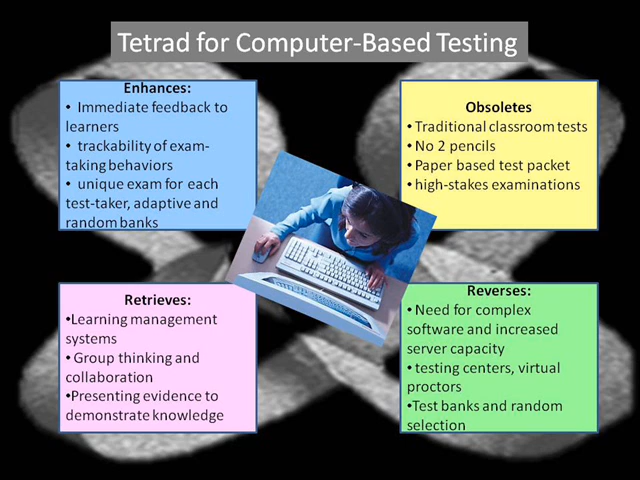 Tetrad for Computer-Based Testing
Enhances:
• Immediate feedback to
learners
• trackability of exam-
taking behaviors
• unique exam for each
test-taker, adaptive and
random banks
Obsoletes
• Traditional classroom tests
• No 2 pencils
• Paper based test packet
• high-stakes examinations
Retrieves:
•Learning management
systems
• Group thinking and
collaboration
•Presenting evidence to
demonstrate knowledge
Reverses:
• Need for complex
software and increased
server capacity
• testing centers, virtual
proctors
•Test banks and random
selection